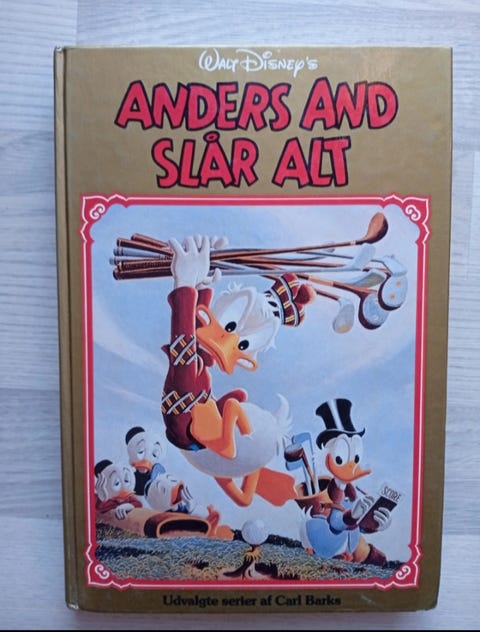 Walt Disney's
ANDERS AND
SLÅR ALT
SCORE
Udvalgte serier af Carl Barks